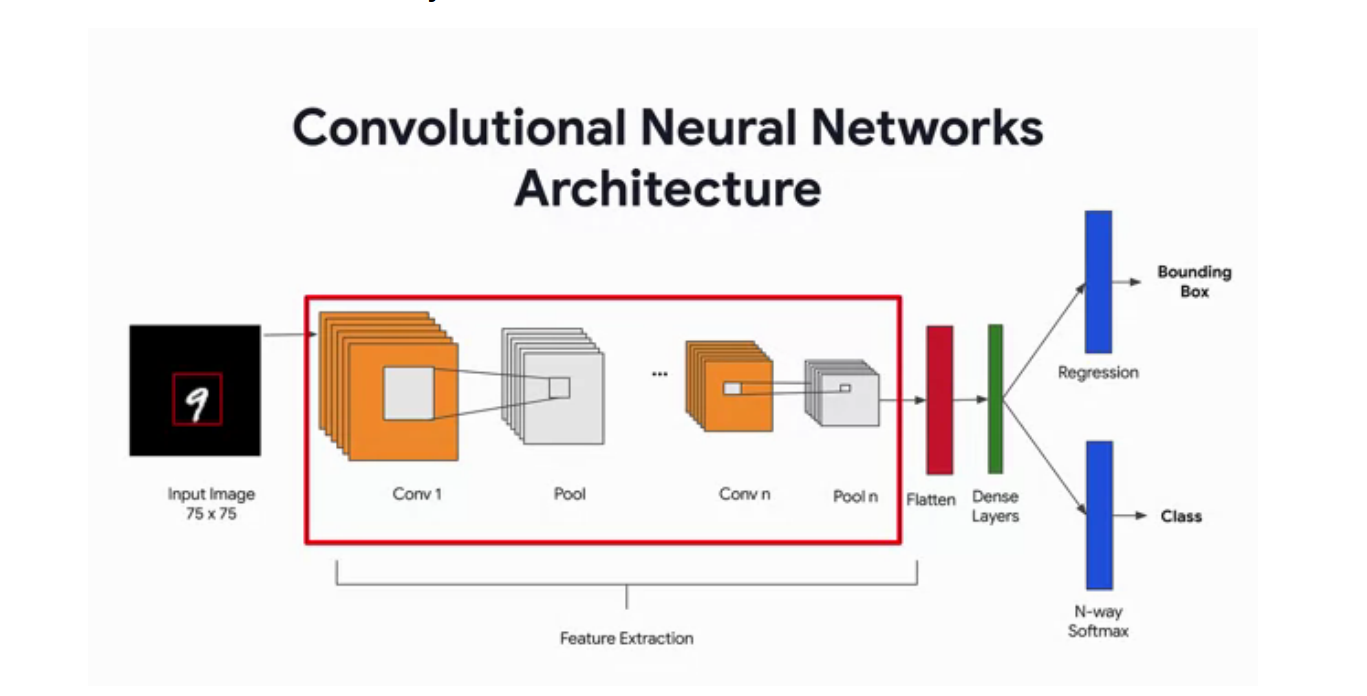 Convolutional Neural Networks
Architecture
Bounding
Box
Regression
9
Input Image
75 x 75
Conv 1
Pool
...
Conv n
Pool n
Flatten
Dense
Layers
Class
N-way
Softmax
Feature Extraction